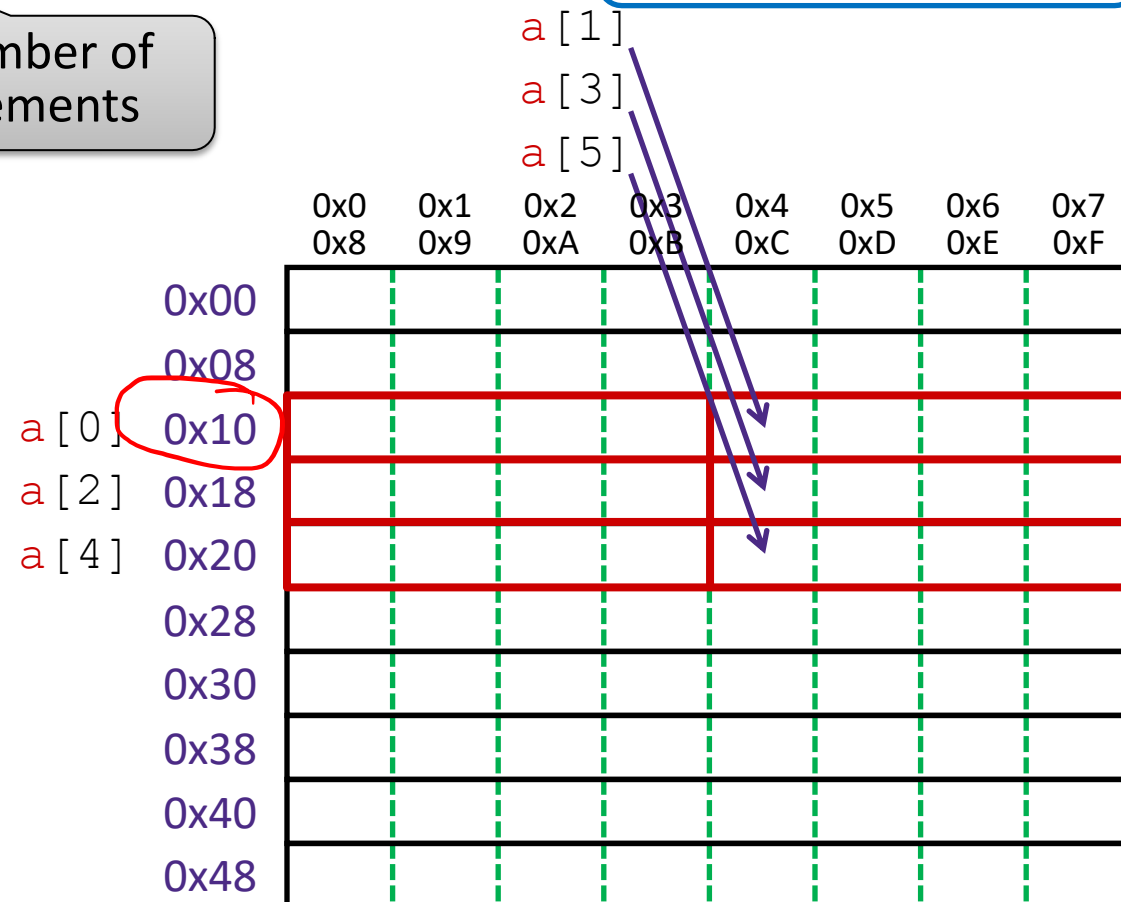 a[1]
mber of
ements
a[3]
a[5]
0x0 0x1 0x2 0x3 0x4 0x5 0x6 0x7
0x8 0x9 0xA 0xB 0xC 0xD 0xE 0xF
0x00
0x08
a[0] 0x10
a[2] 0x18
a[4] 0x20
0x28
0x30
0x38
0x40
0x48